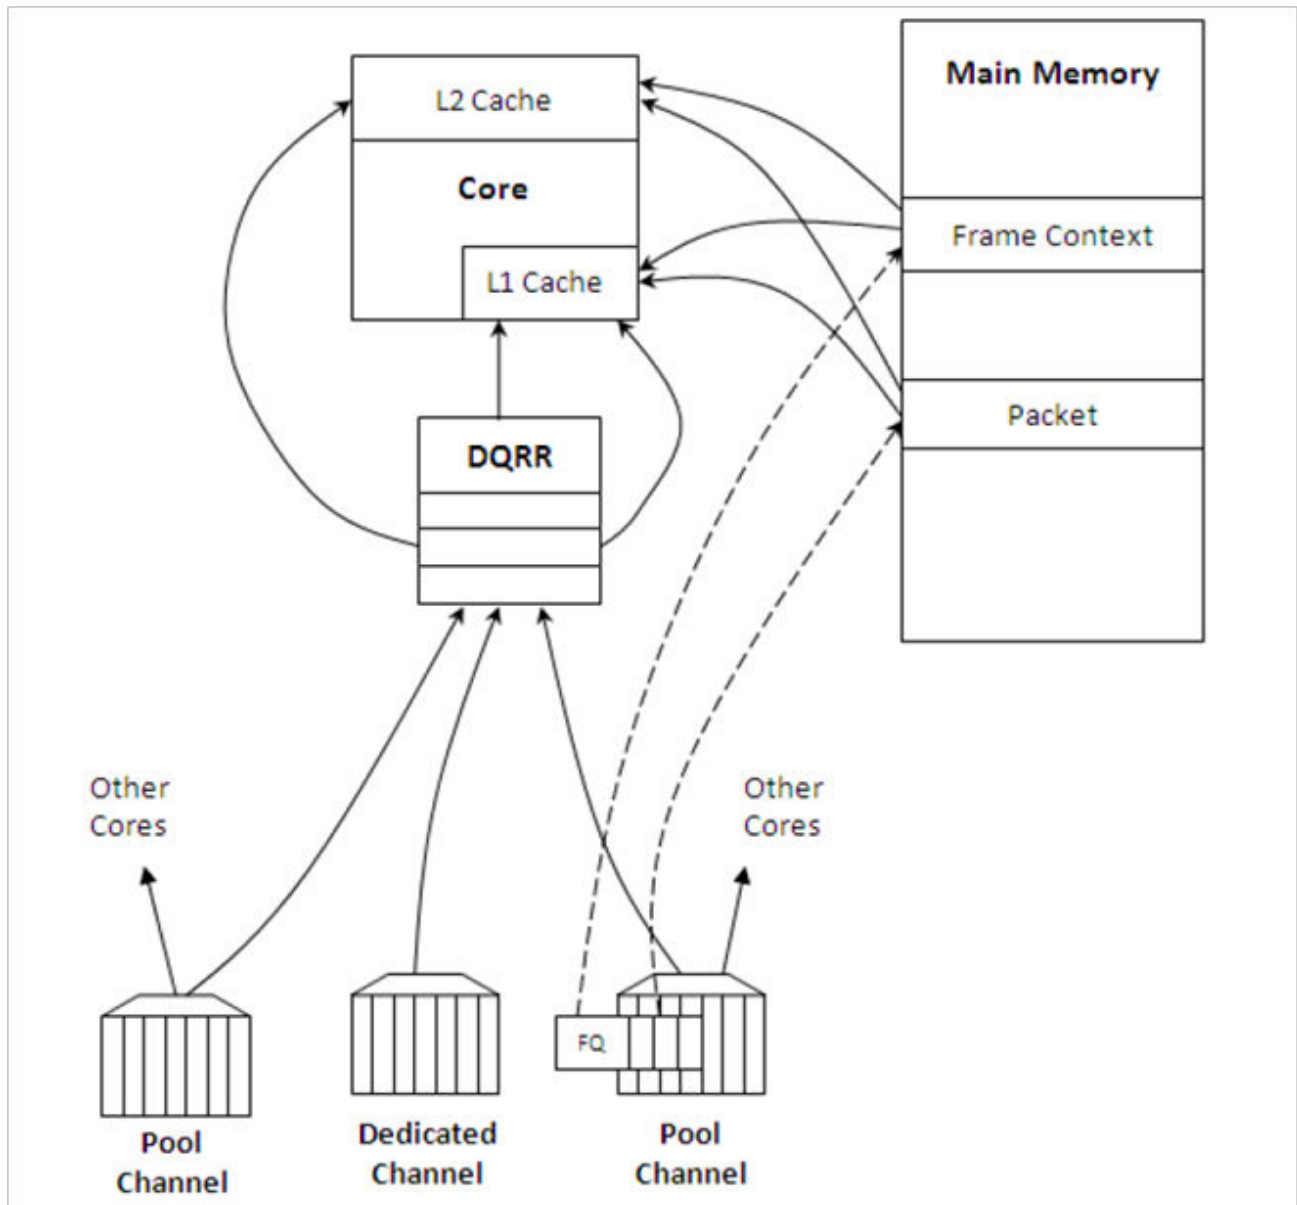 Main Memory
L2 Cache
Core
Frame Context
L1 Cache
Packet
DQRR
Other
Cores
Other
Cores
FQ
Pool
Channel
Dedicated
Channel
Pool
Channel